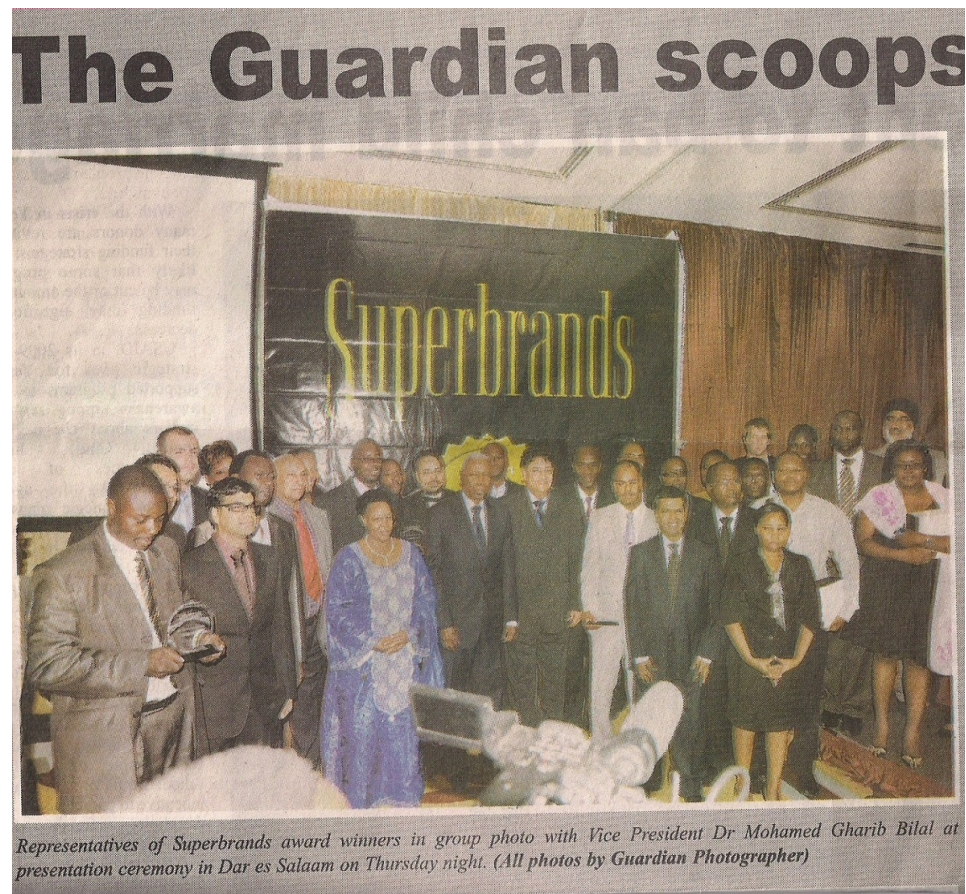 The Guardian scoops
Superbrands
Representatives of Superbrands award winners in group photo with Vice President Dr Mohamed Gharib Bilal at
presentation ceremony in Dar es Salaam on Thursday night. (All photos by Guardian Photographer)